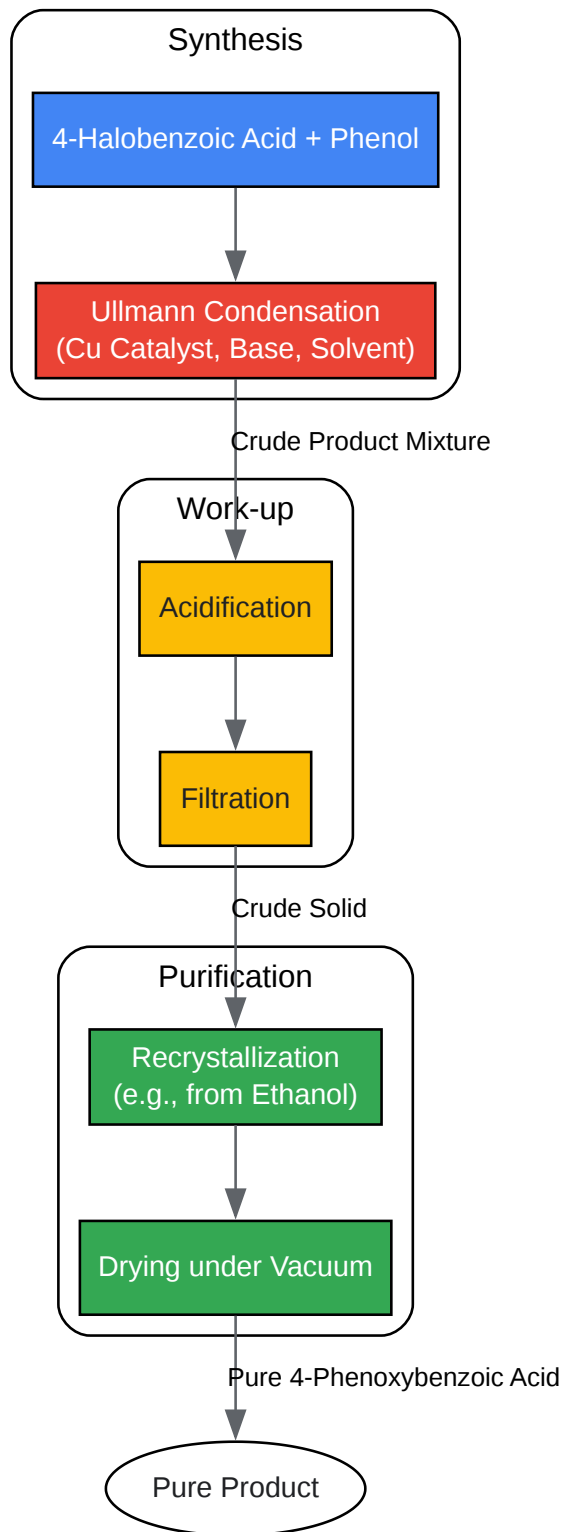 Synthesis
4-Halobenzoic Acid + Phenol
Ullmann Condensation
(Cu Catalyst, Base, Solvent)
Crude Product Mixture
Work-up
Acidification
Filtration
Crude Solid
Purification
Recrystallization
(e.g., from Ethanol)
Drying under Vacuum
Pure 4-Phenoxybenzoic Acid
Pure Product